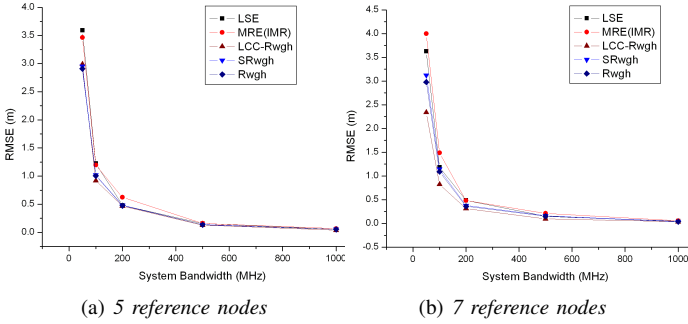 4.0
3.5
3.0
2.5
2.0
1.5
1.0
0.5
0.0
RMSE (m)
LSE
MRE(IMR)
LCC-Rwgh
SRwgh
Rwgh
0
200
400
600
800
1000
System Bandwidth (MHz)
(a) 5 reference nodes
4.5
4.0
3.5
3.0
2.5
2.0
1.5
1.0
0.5
0.0
-0.5
RMSE (m)
LSE
MRE(IMR)
LCC-Rwgh
SRwgh
Rwgh
0
200
400
600
800
1000
System Bandwidth (MHz)
(b) 7 reference nodes